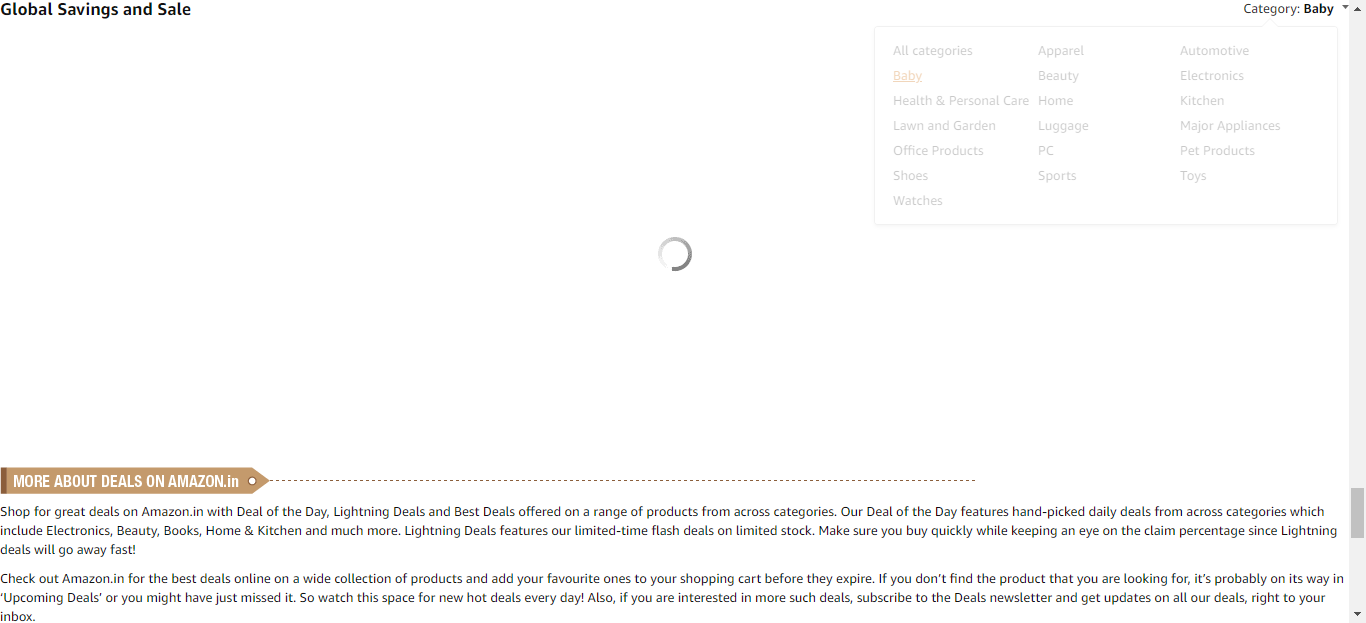 Global Savings and Sale
Category: Baby
All categories Apparel Automotive
Baby Beauty Electronics
Health & Personal Care Home Kitchen
Lawn and Garden Luggage Major Appliances
Office Products PC Pet Products
Shoes Sports Toys
Watches
MORE ABOUT DEALS ON AMAZON.in
Shop for great deals on Amazon.in with Deal of the Day, Lightning Deals and Best Deals offered on a range of products from across categories. Our Deal of the Day features hand-picked daily deals from across categories which
include Electronics, Beauty, Books, Home & Kitchen and much more. Lightning Deals features our limited-time flash deals on limited stock. Make sure you buy quickly while keeping an eye on the claim percentage since Lightning
deals will go away fast!
Check out Amazon.in for the best deals online on a wide collection of products and add your favourite ones to your shopping cart before they expire. If you don’t find the product that you are looking for, it’s probably on its way in
‘Upcoming Deals’ or you might have just missed it. So watch this space for new hot deals every day! Also, if you are interested in more such deals, subscribe to the Deals newsletter and get updates on all our deals, right to your
inbox.